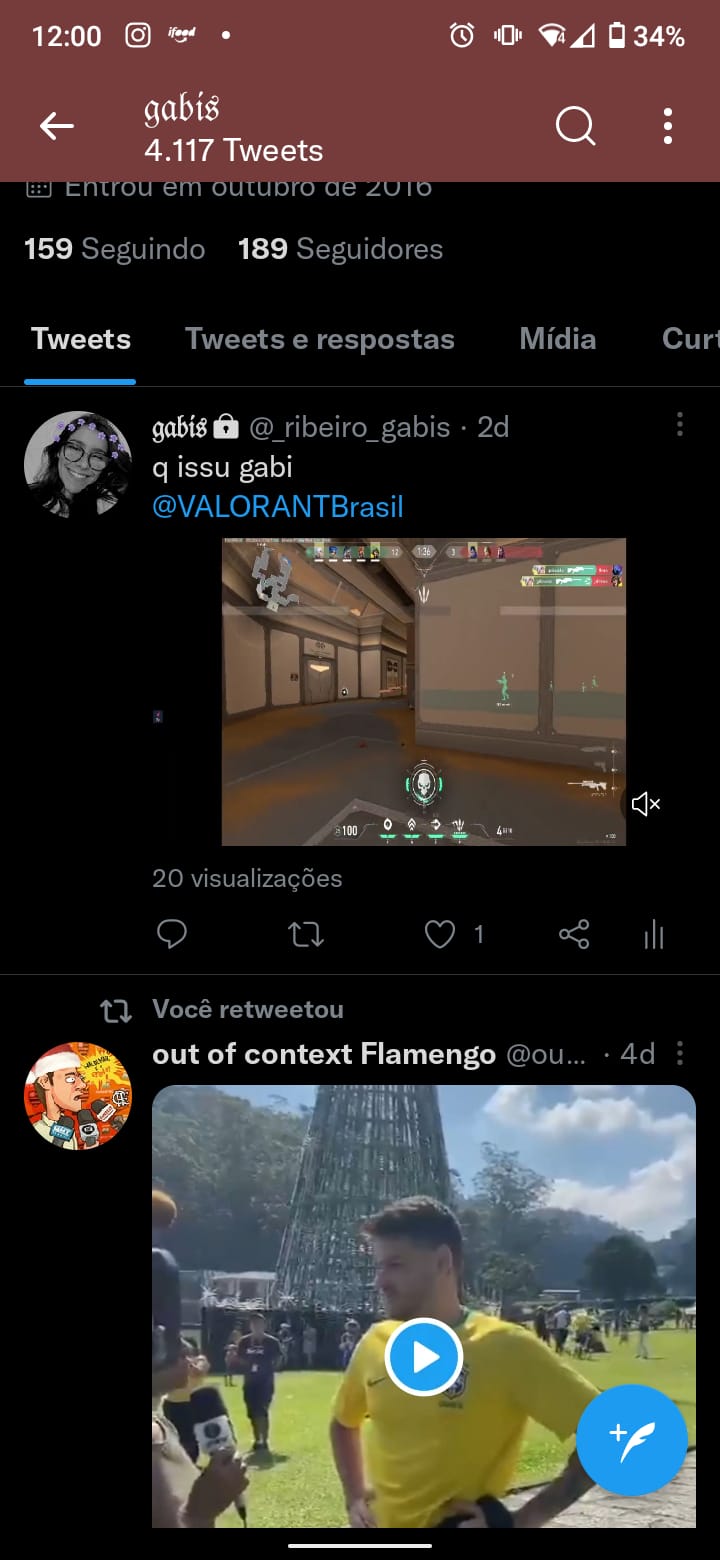 12:00
ifood
4
34%
gabis
4.117 Tweets
Entrou em outubro de 2016
159 Seguindo 189 Seguidores
Tweets Tweets e respostas Mídia Curt
gabis @_ribeiro_gabis · 2d
q issu gabi
@VALORANTBrasil
12 1:36 3
100
4
20 visualizações
1
Você retweetou
out of context Flamengo @ou... · 4d